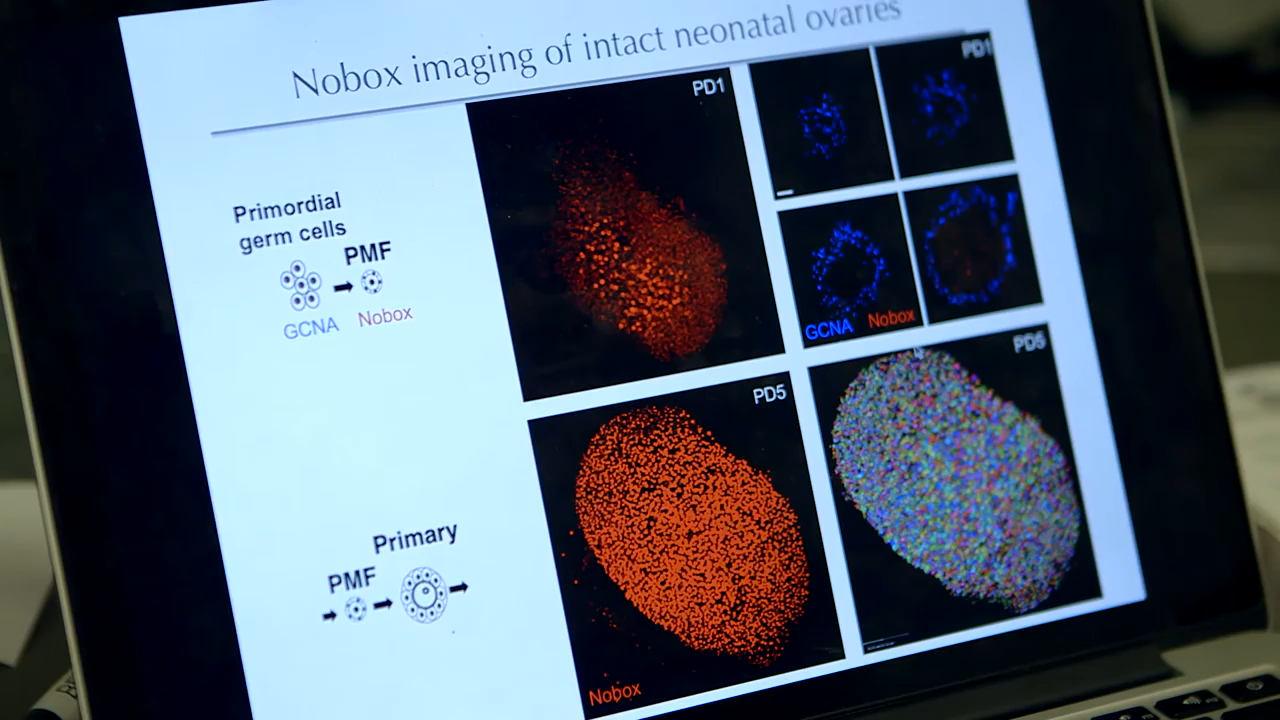 Nobox imaging of intact neonatal ovaries
Primordial
germ cells
PMF
GCNA Nobox
PD1
PD1
GCNA Nobox
Primary
PMF
PD5
Nobox
PD5